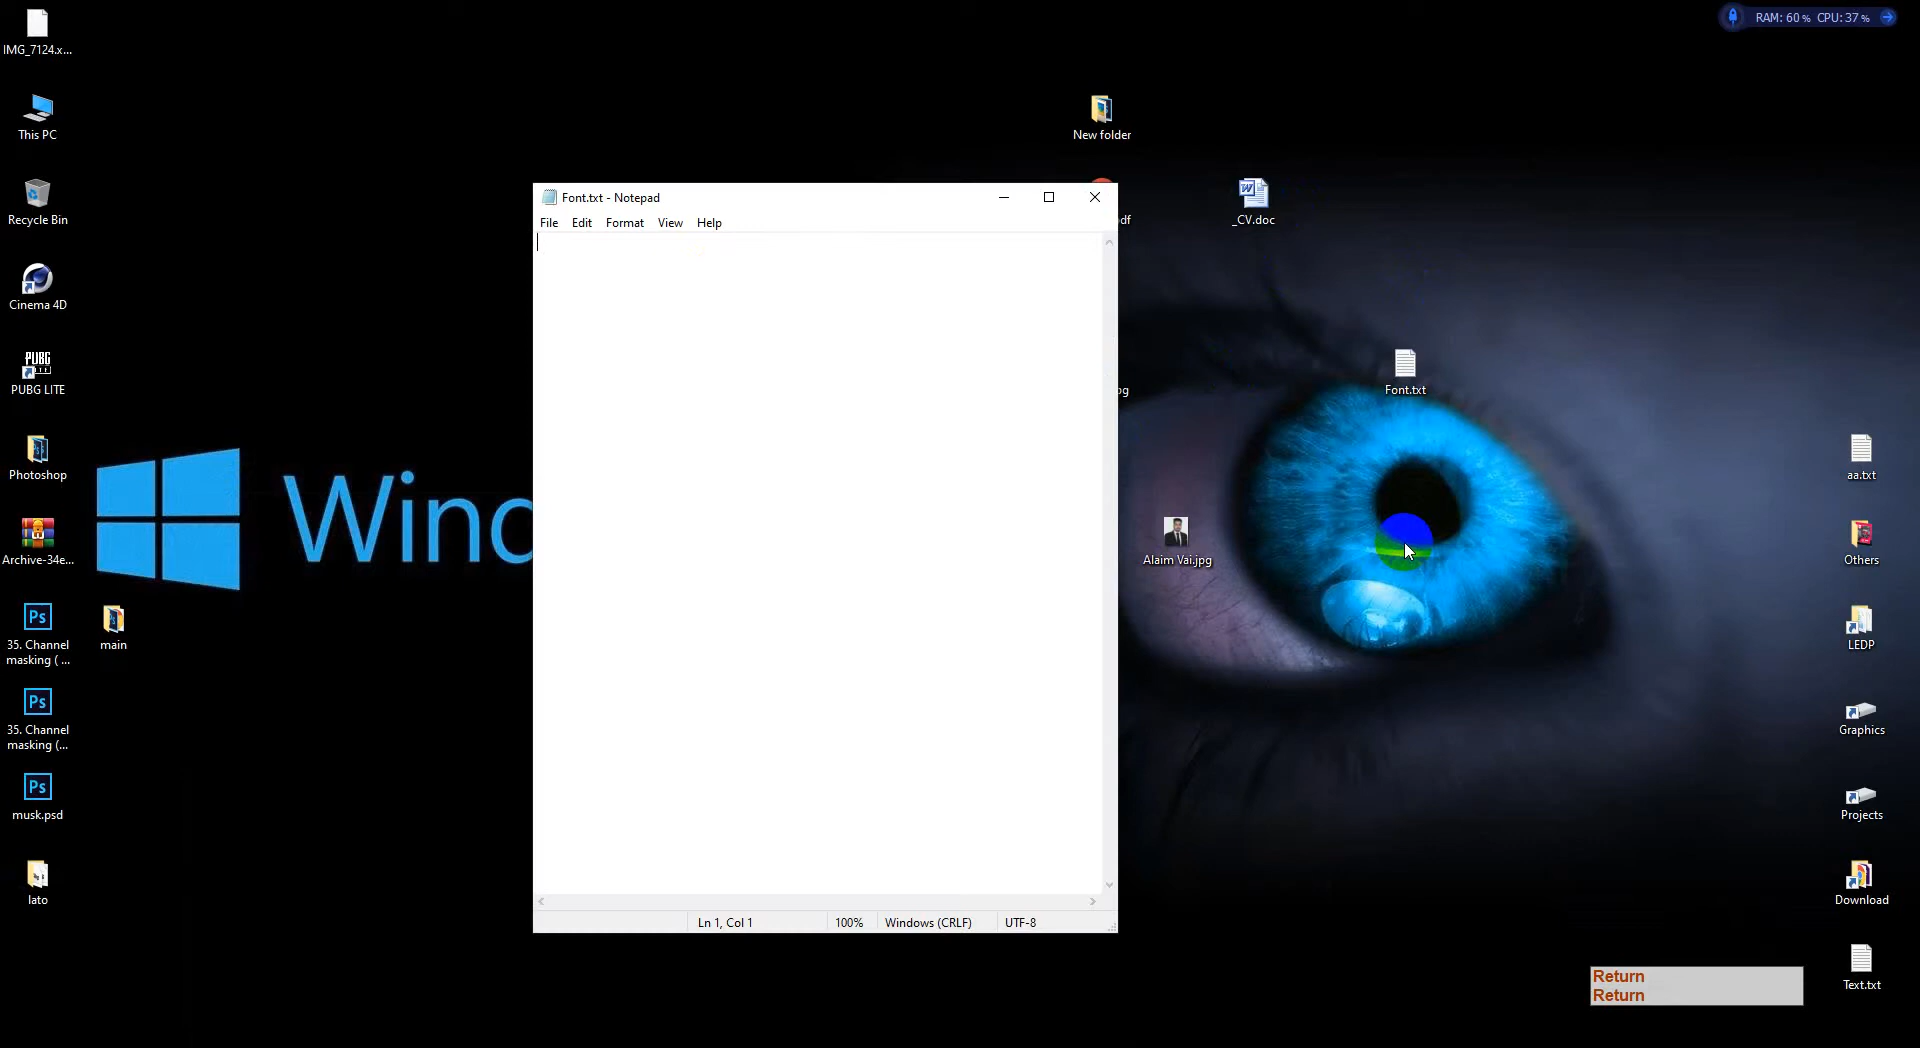 IMG_7124.x...
This PC
Recycle Bin
Cinema 4D
PUBG LITE
Photoshop
Archive-34e...
35. Channel
masking ( ...
35. Channel
masking (...
musk.psd
lato
main
Wind
Font.txt - Notepad
File Edit Format View Help
Ln 1, Col 1 100% Windows (CRLF) UTF-8
New folder
df
_CV.doc
pg
Font.txt
Alaim Vai.jpg
RAM: 60% CPU: 37%
aa.txt
Others
LEDP
Graphics
Projects
Download
Text.txt
Return
Return